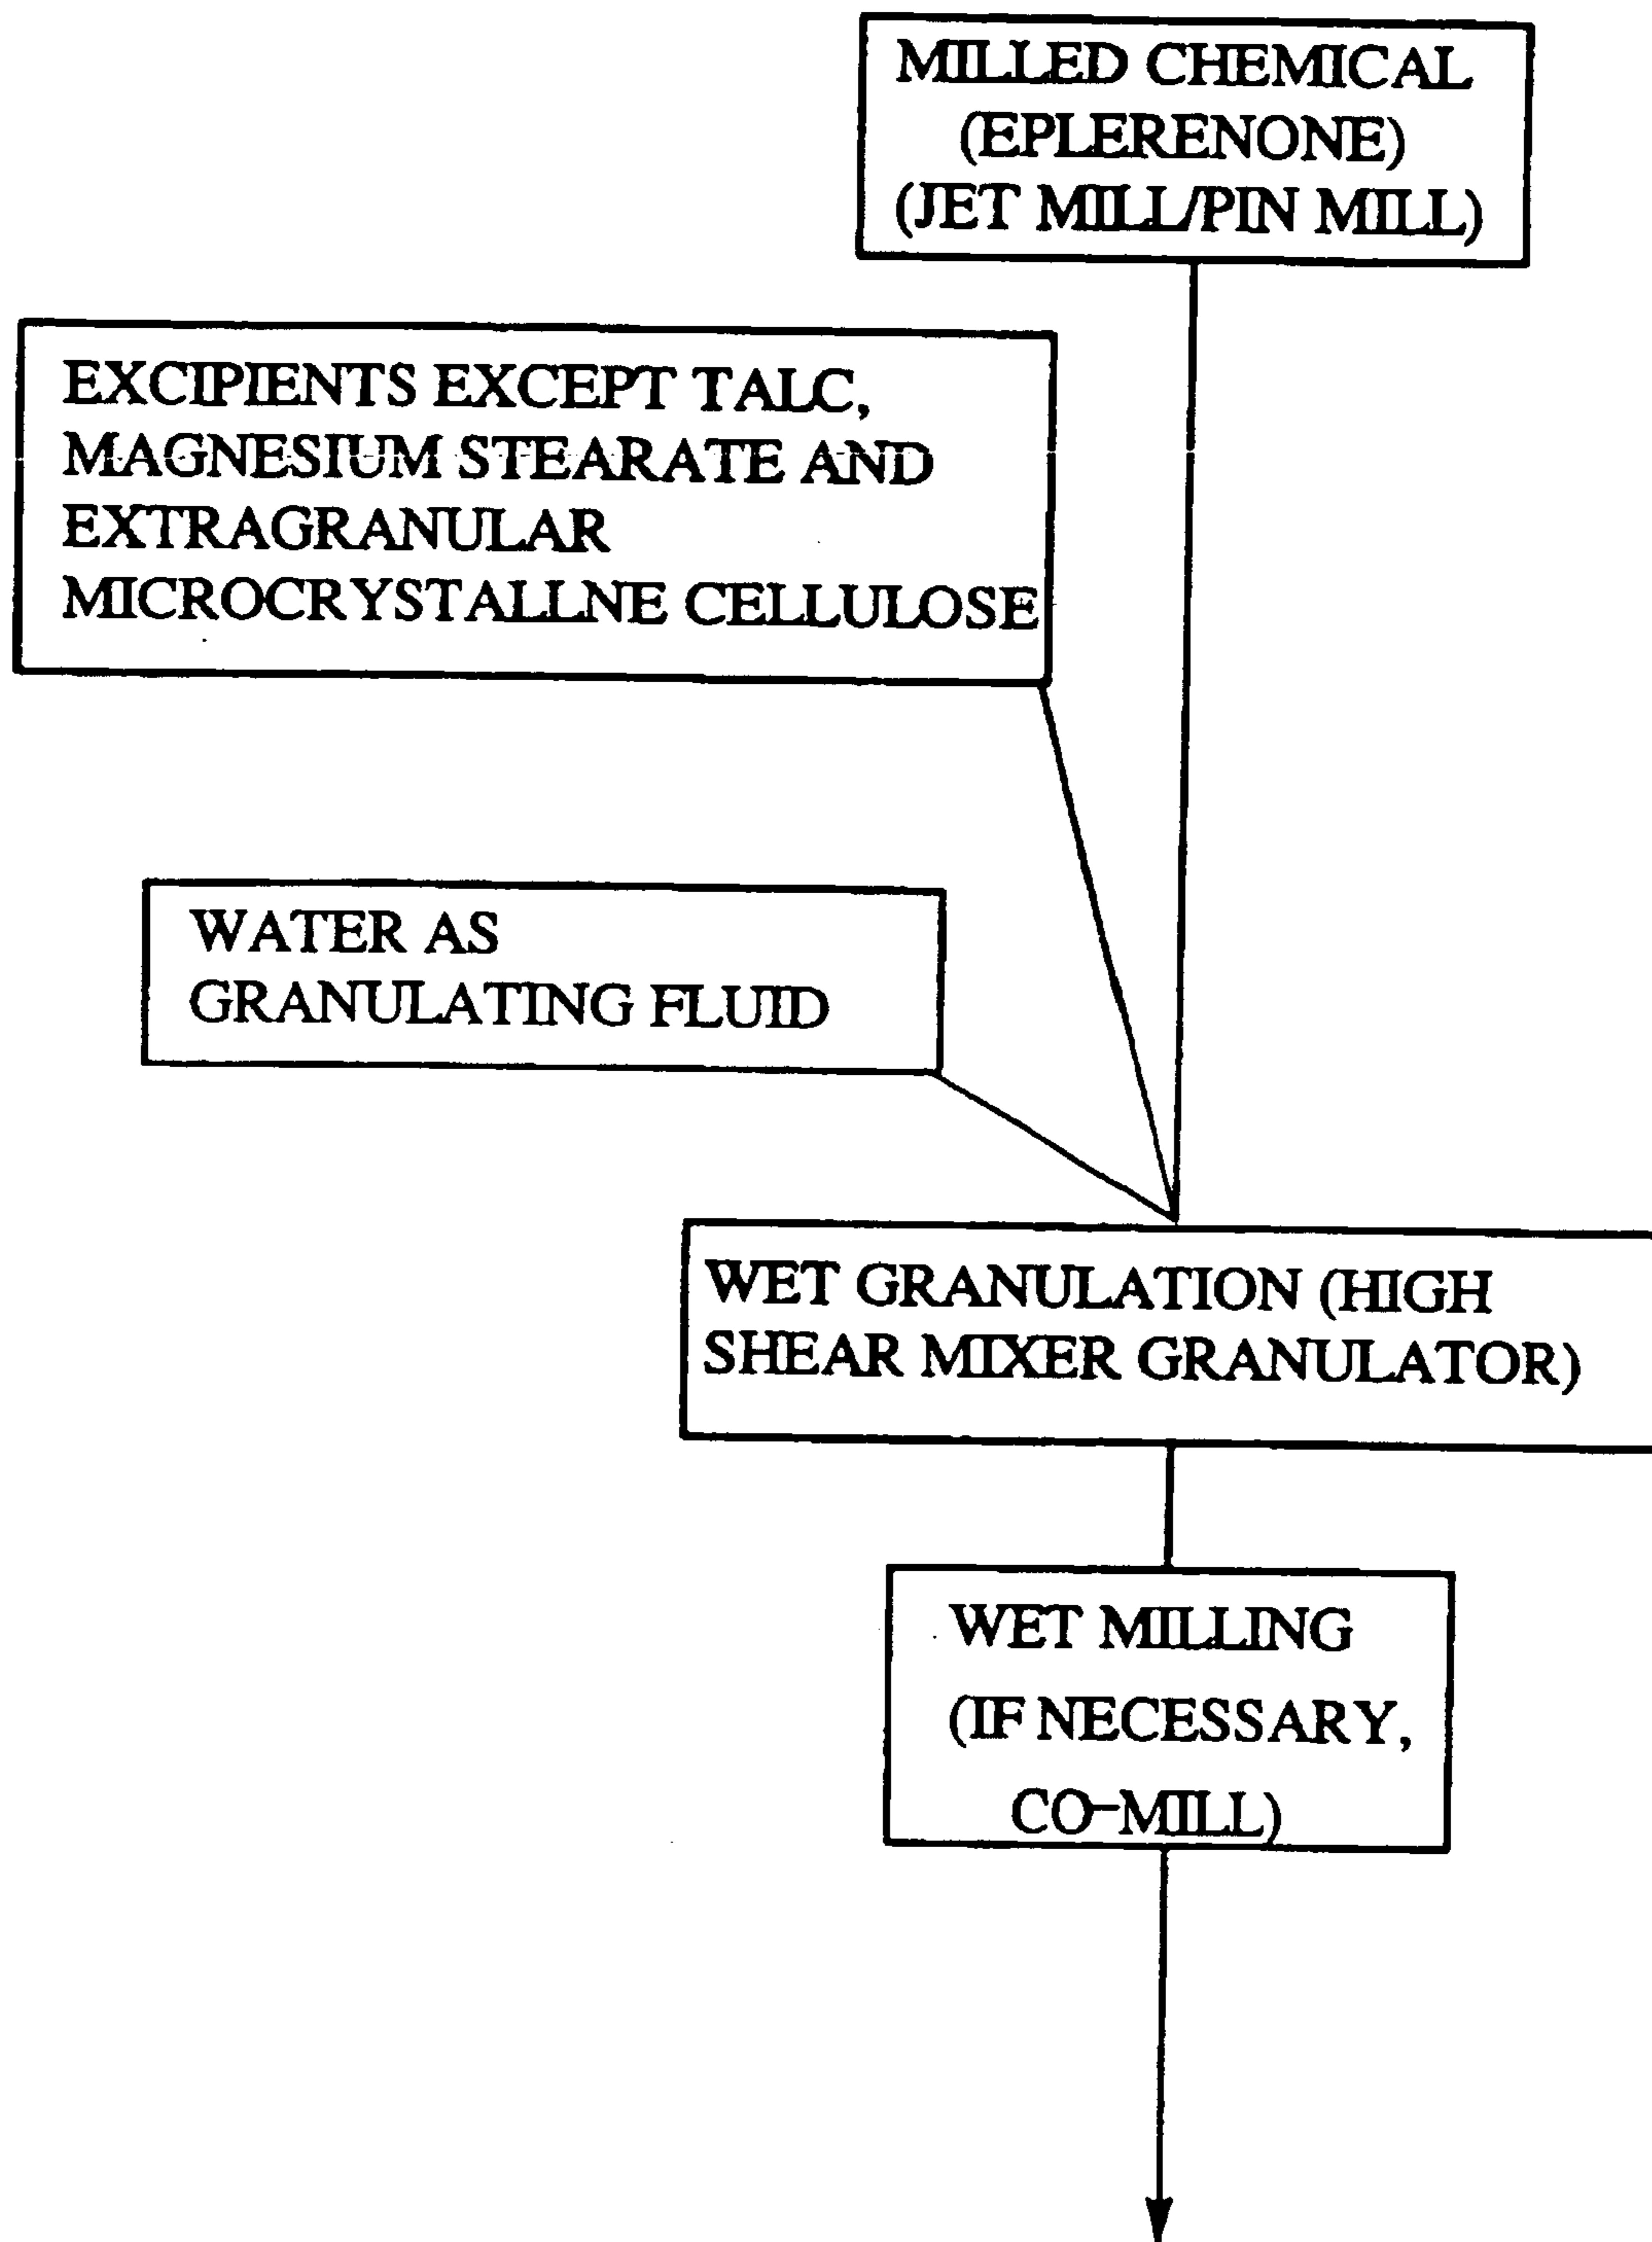 MILLED CHEMICAL
(EPLERENONE)
(JET MILL/PIN MILL)
EXCIPIENTS EXCEPT TALC,
MAGNESIUM STEARATE AND
EXTRAGRANULAR
MICROCRYSTALLNE CELLULOSE
WATER AS
GRANULATING FLUID
WET GRANULATION (HIGH
SHEAR MIXER GRANULATOR)
WET MILLING
(IF NECESSARY,
CO-MILL)